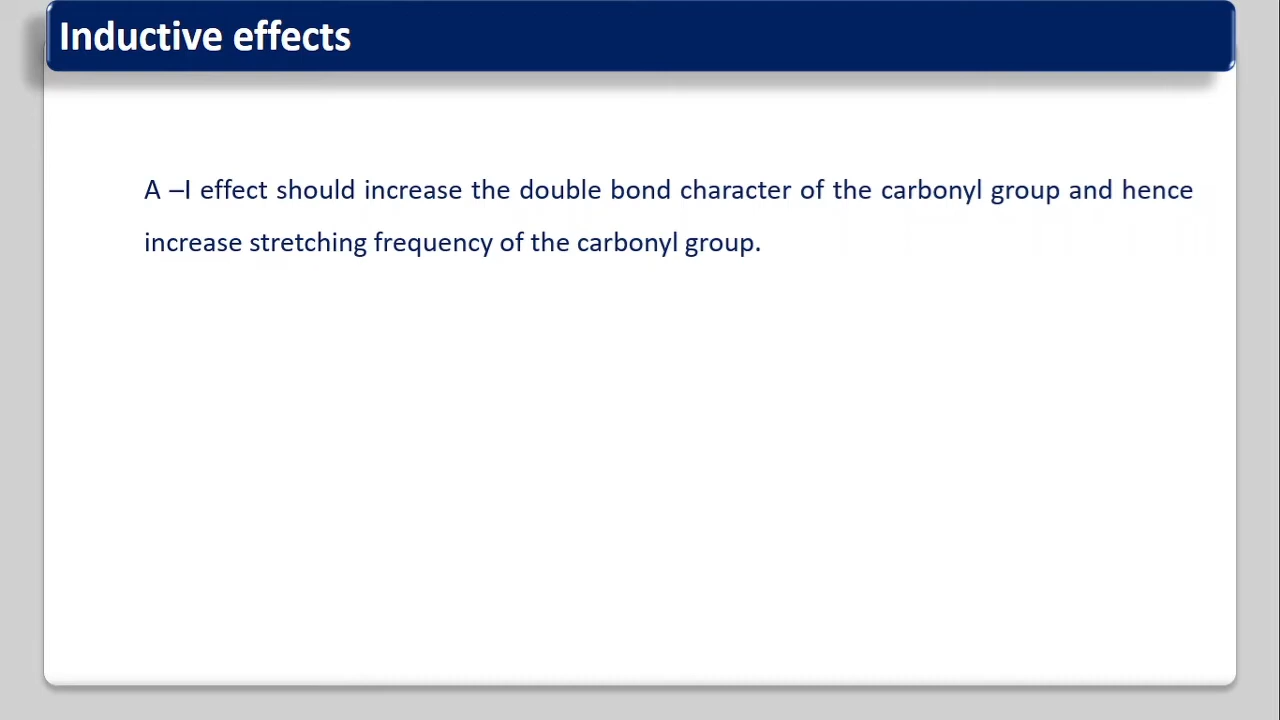 Inductive effects
A –I effect should increase the double bond character of the carbonyl group and hence
increase stretching frequency of the carbonyl group.